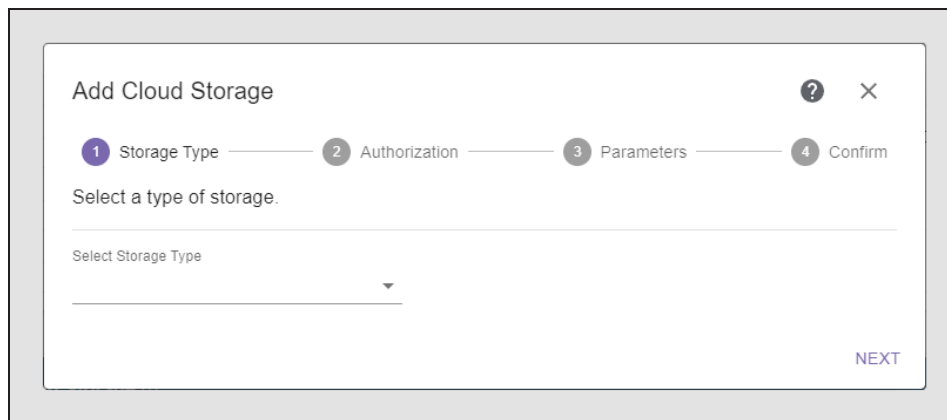 Add Cloud Storage ?
1 Storage Type 2 Authorization 3 Parameters 4 Confirm
Select a type of storage.
Select Storage Type
NEXT